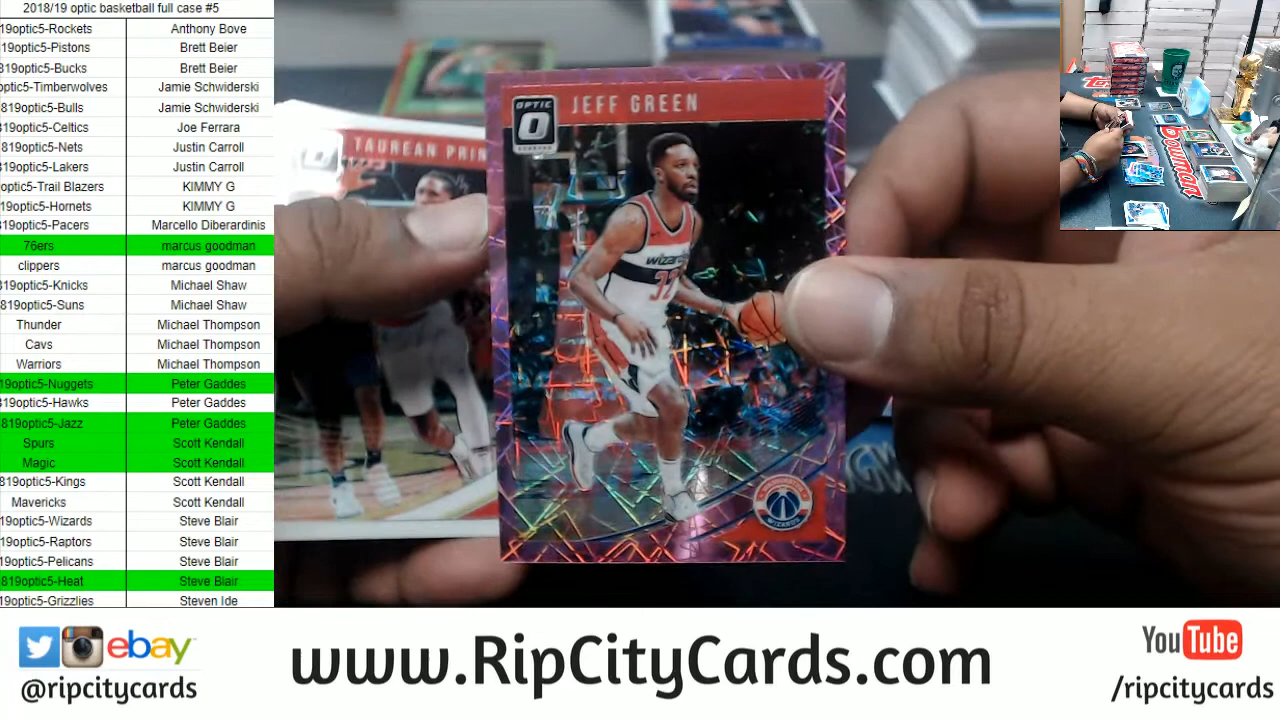 2018/19 optic basketball full case #5
19optic5-Rockets Anthony Bove
19optic5-Pistons Brett Beier
819optic5-Bucks Brett Beier
optic5-Timberwolves Jamie Schwiderski
819optic5-Bulls Jamie Schwiderski
819optic5-Celtics Joe Ferrara
819optic5-Nets Justin Carroll
819optic5-Lakers Justin Carroll
optic5-Trail Blazers KIMMY G
19optic5-Hornets KIMMY G
819optic5-Pacers Marcello Diberardinis
76ers marcus goodman
clippers marcus goodman
819optic5-Knicks Michael Shaw
819optic5-Suns Michael Shaw
Thunder Michael Thompson
Cavs Michael Thompson
Warriors Michael Thompson
19optic5-Nuggets Peter Gaddes
819optic5-Hawks Peter Gaddes
819optic5-Jazz Peter Gaddes
Spurs Scott Kendall
Magic Scott Kendall
819optic5-Kings Scott Kendall
Mavericks Scott Kendall
19optic5-Wizards Steve Blair
19optic5-Raptors Steve Blair
19optic5-Pelicans Steve Blair
819optic5-Heat Steve Blair
19optic5-Grizzlies Steven Ide
OPTIC
JEFF GREEN
TAUREAN PRIN
wizards
32
WIZARDS
Bowman
ebay
@ripcitycards
www.RipCityCards.com
YouTube
/ripcitycards